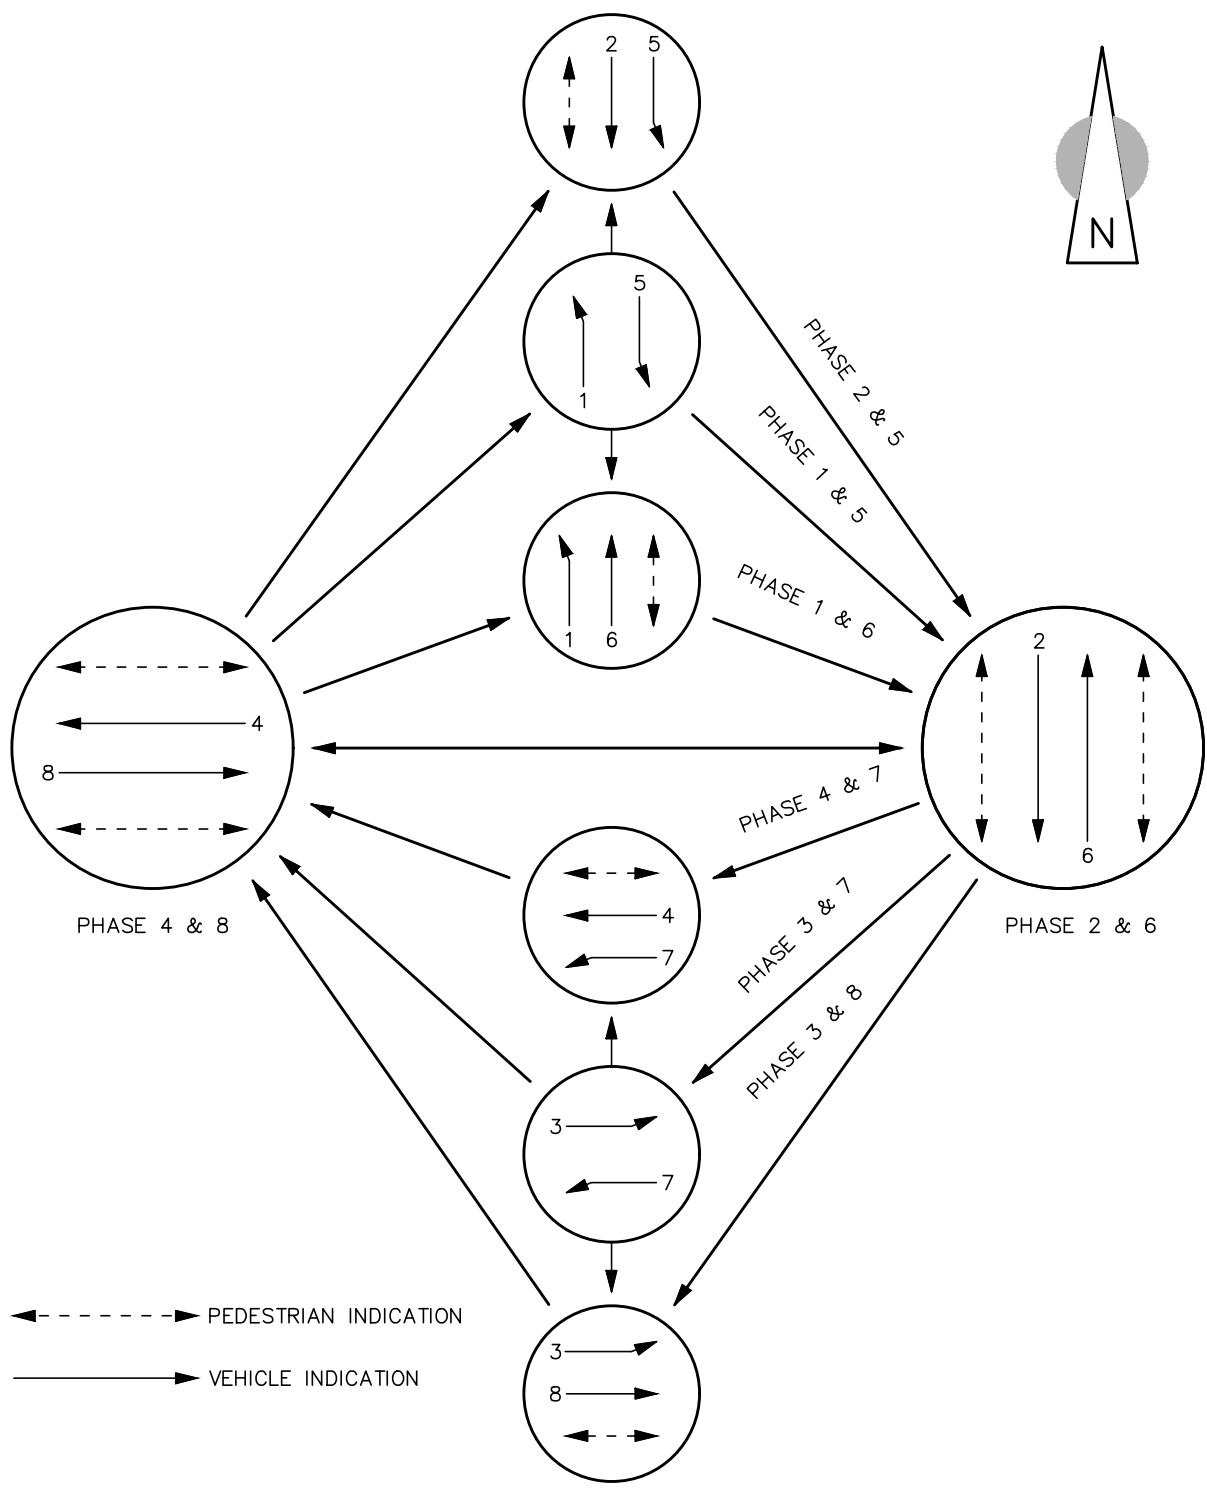 2 5
N
5
1
PHASE 2 & 5
PHASE 1 & 5
PHASE 1 & 6
1 6
4
8
2
6
PHASE 4 & 7
4
7
PHASE 4 & 8
PHASE 2 & 6
PHASE 3 & 7
PHASE 3 & 8
3
7
PEDESTRIAN INDICATION
VEHICLE INDICATION
3
8